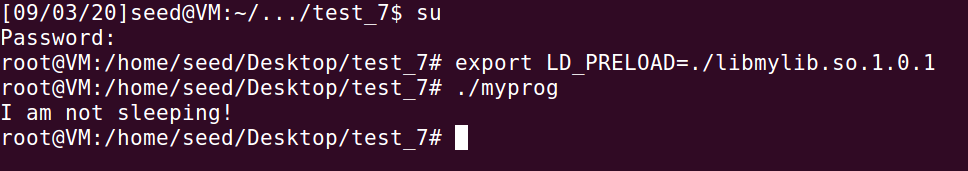 [09/03/20]seed@VM:~/.../test_7$ su
Password:
root@VM:/home/seed/Desktop/test_7# export LD_PRELOAD=./libmylib.so.1.0.1
root@VM:/home/seed/Desktop/test_7# ./myprog
I am not sleeping!
root@VM:/home/seed/Desktop/test_7#